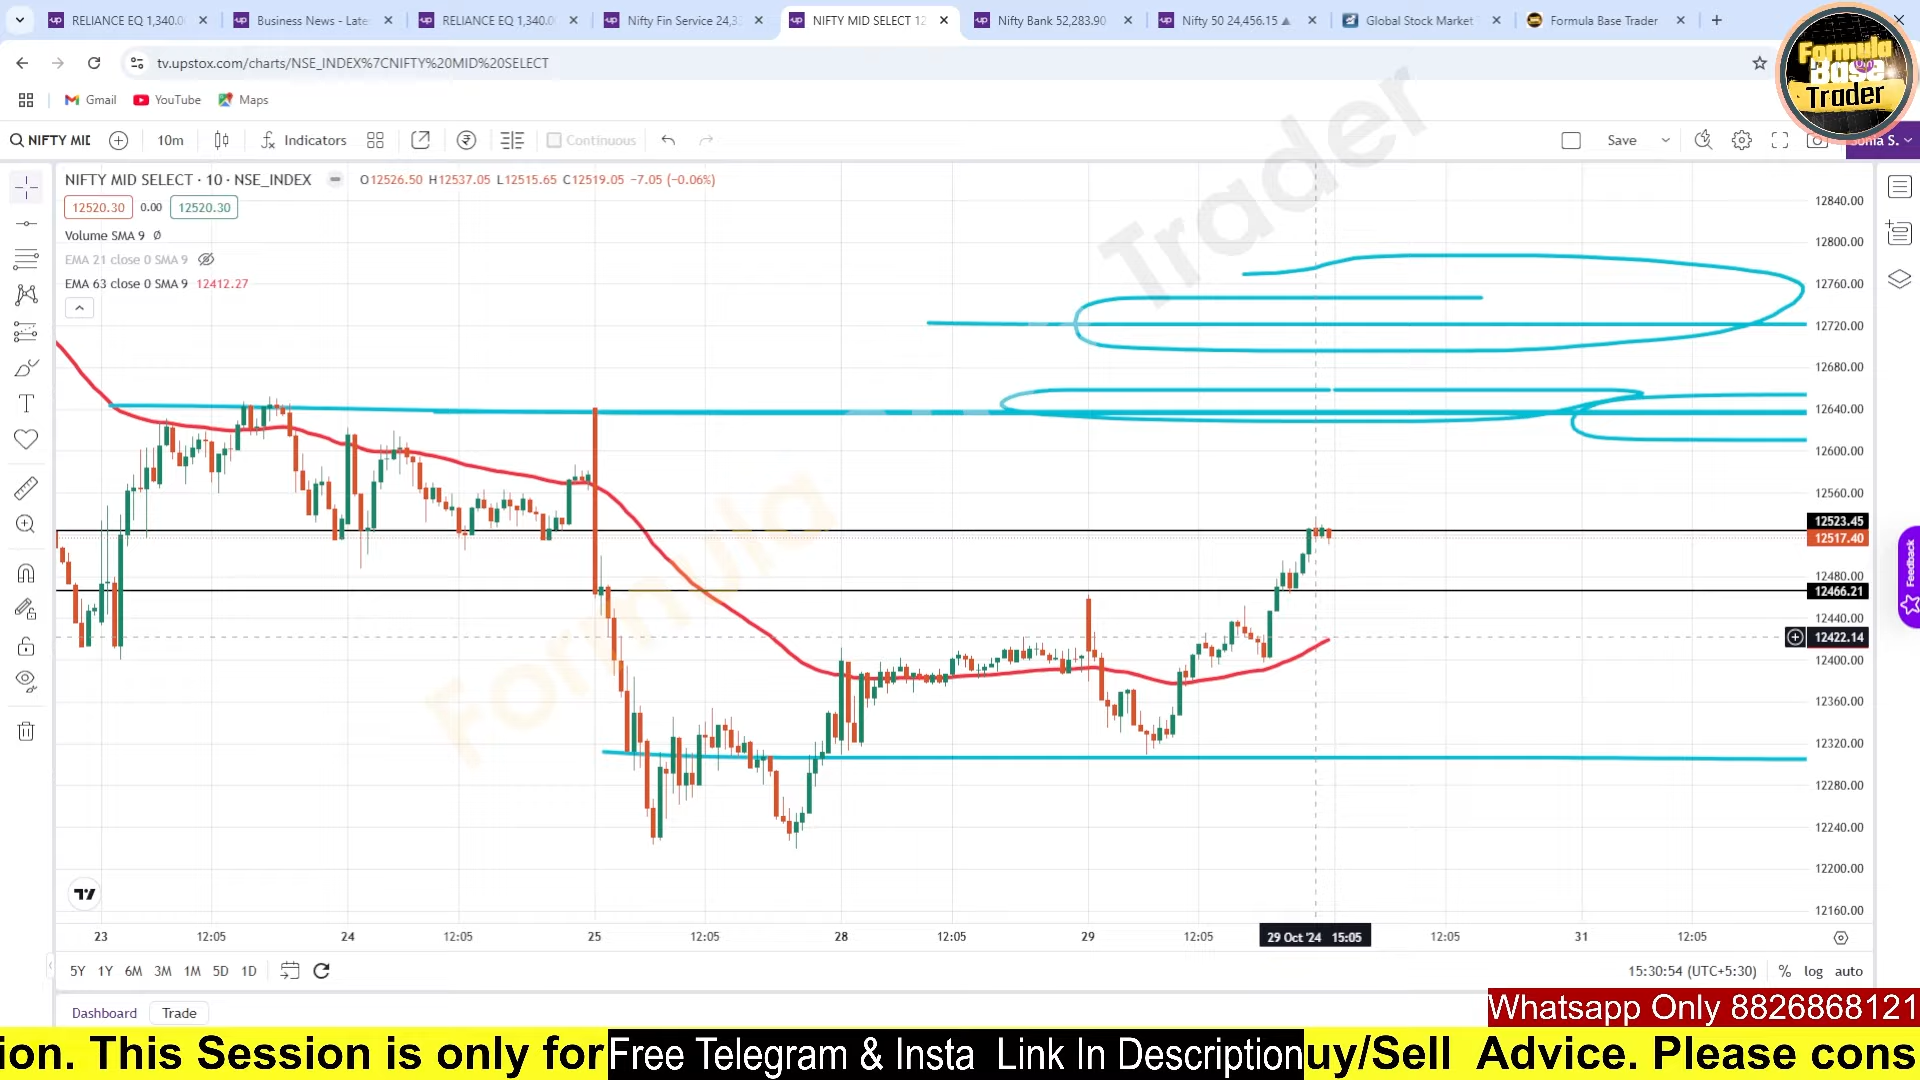 RELIANCE EQ 1,340.0
Business News - Late
RELIANCE EQ 1,340.
Nifty Fin Service 24,3
NIFTY MID SELECT 12
Nifty Bank 52,283.90
Nifty 50 24,456.15 ▲
Global Stock Market
Formula Base Trader
tv.upstox.com/charts/NSE_INDEX%7CNIFTY%20MID%20SELECT
Gmail
YouTube
Maps
Formula
Base
Trader
NIFTY MID
10m
Indicators
Continuous
Save
onia S.
NIFTY MID SELECT · 10 · NSE_INDEX
O12526.50 H12537.05 L12515.65 C12519.05 −7.05 (−0.06%)
12520.30 0.00 12520.30
Volume SMA 9 Ø
EMA 21 close 0 SMA 9
EMA 63 close 0 SMA 9 12412.27
Trader
Formula
12840.00
12800.00
12760.00
12720.00
12680.00
12640.00
12600.00
12560.00
12523.45
12517.40
12480.00
12466.21
12440.00
12422.14
12400.00
12360.00
12320.00
12280.00
12240.00
12200.00
12160.00
Feedback
23 12:05 24 12:05 25 12:05 28 12:05 29 12:05 29 Oct '24 15:05 12:05 31 12:05
5Y 1Y 6M 3M 1M 5D 1D
15:30:54 (UTC+5:30) % log auto
Dashboard
Trade
Whatsapp Only 8826868121
ion. This Session is only for
Free Telegram & Insta Link In Description
uy/Sell Advice. Please cons